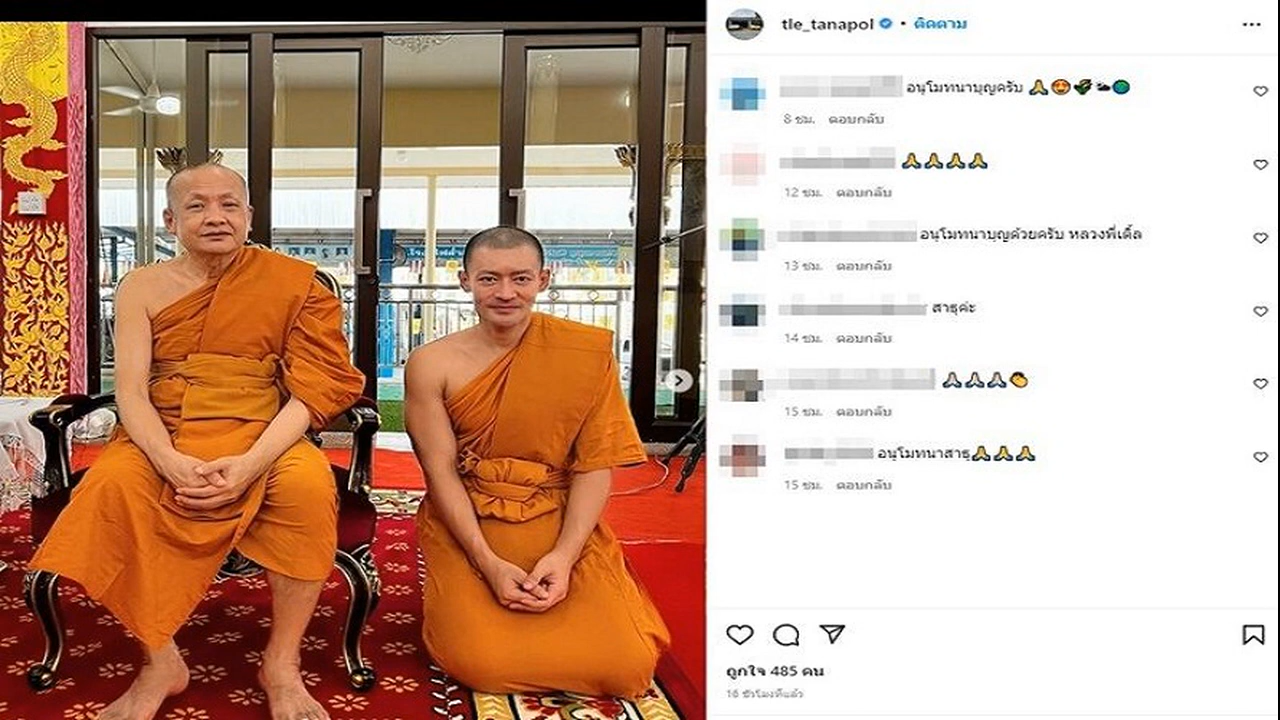 tle_tanapol • ติดตาม
อนุโมทนาบุญครับ 🙏😍
8 ชม. ตอบกลับ
🙏🙏🙏🙏
12 ชม. ตอบกลับ
อนุโมทนาบุญด้วยครับ หลวงพี่เติ้ล
13 ชม. ตอบกลับ
สาธุค่ะ
14 ชม. ตอบกลับ
🙏🙏🙏👏
15 ชม. ตอบกลับ
อนุโมทนาสาธุ🙏🙏🙏
15 ชม. ตอบกลับ
ถูกใจ 485 คน
16 ชั่วโมงที่แล้ว